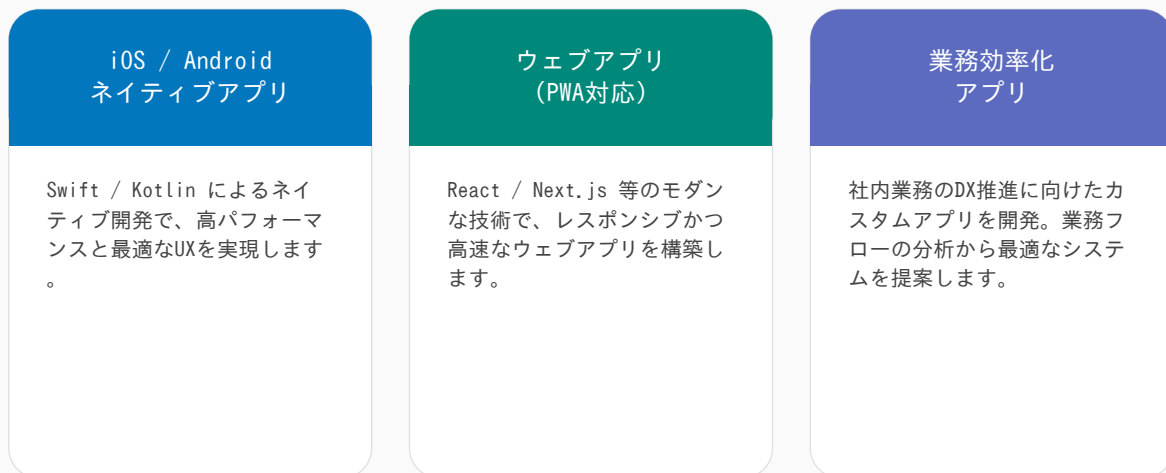 iOS / Android
ネイティブアプリ
Swift / Kotlin によるネイ
ティブ開発で、高パフォーマ
ンスと最適なUXを実現します
。
ウェブアプリ
（PWA対応）
React / Next.js 等のモダン
な技術で、レスポンシブかつ
高速なウェブアプリを構築し
ます。
業務効率化
アプリ
社内業務のDX推進に向けたカ
スタムアプリを開発。業務フ
ローの分析から最適なシステ
ムを提案します。